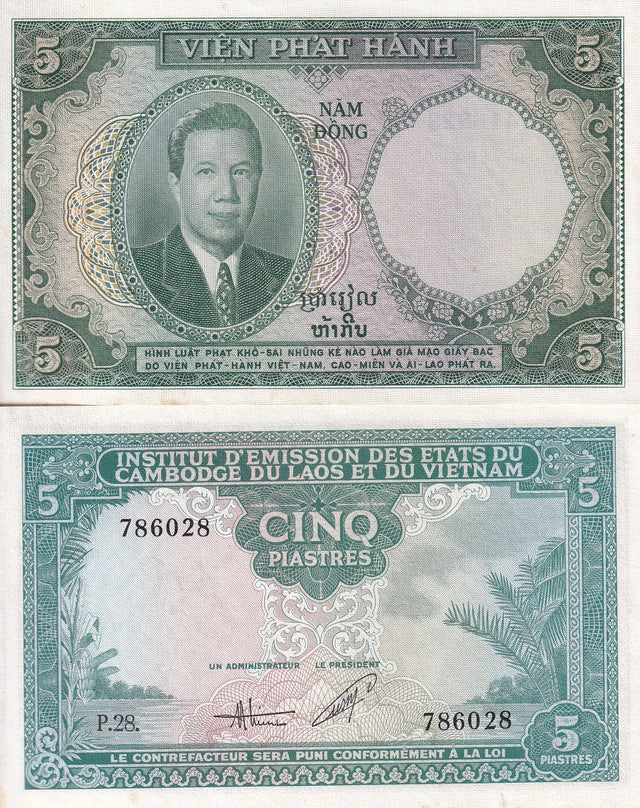 5 VIỆN PHÁT HÀNH 5
NĂM
ĐỒNG
ប្រាំរៀល
ຫ້າກີບ
5 5
HÌNH LUẬT PHẠT KHỔ-SAI NHỮNG KẺ NÀO LÀM GIẢ MẠO GIẤY BẠC
DO VIỆN PHÁT-HÀNH VIỆT-NAM, CAO-MIÊN VÀ AI-LAO PHÁT RA.
INSTITUT D'EMISSION DES ETATS DU
CAMBODGE DU LAOS ET DU VIETNAM
5 5
786028
CINQ
PIASTRES
UN ADMINISTRATEUR LE PRÉSIDENT
P.28.
786028
5
PIASTRES
LE CONTREFACTEUR SERA PUNI CONFORMÉMENT À LA LOI